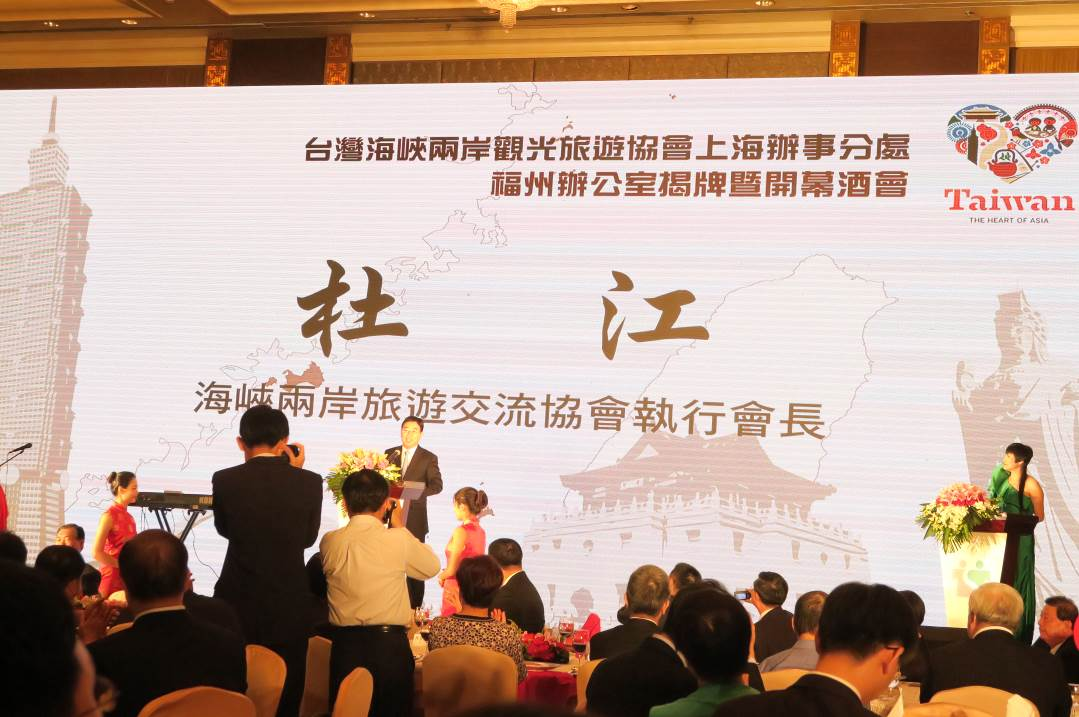 台灣海峽兩岸觀光旅遊協會上海辦事分處
福州辦公室揭牌暨開幕酒會
Taiwan
THE HEART OF ASIA
杜江
海峽兩岸旅遊交流協會執行會長
KORG